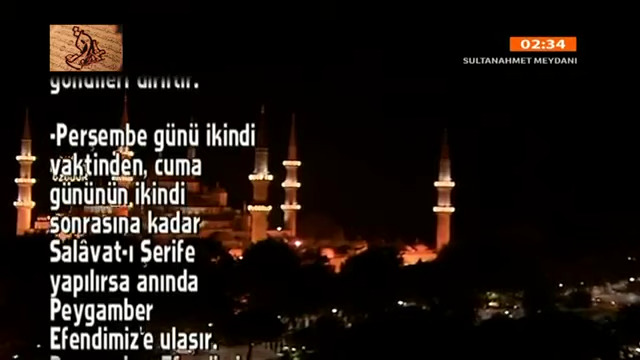 02:34
SULTANAHMET MEYDANI
gönülleri diriltir.
-Perşembe günü ikindi
vaktinden, cuma
gününün ikindi
sonrasına kadar
Salâvat-ı Şerife
yapılırsa anında
Peygamber
Efendimiz'e ulaşır.